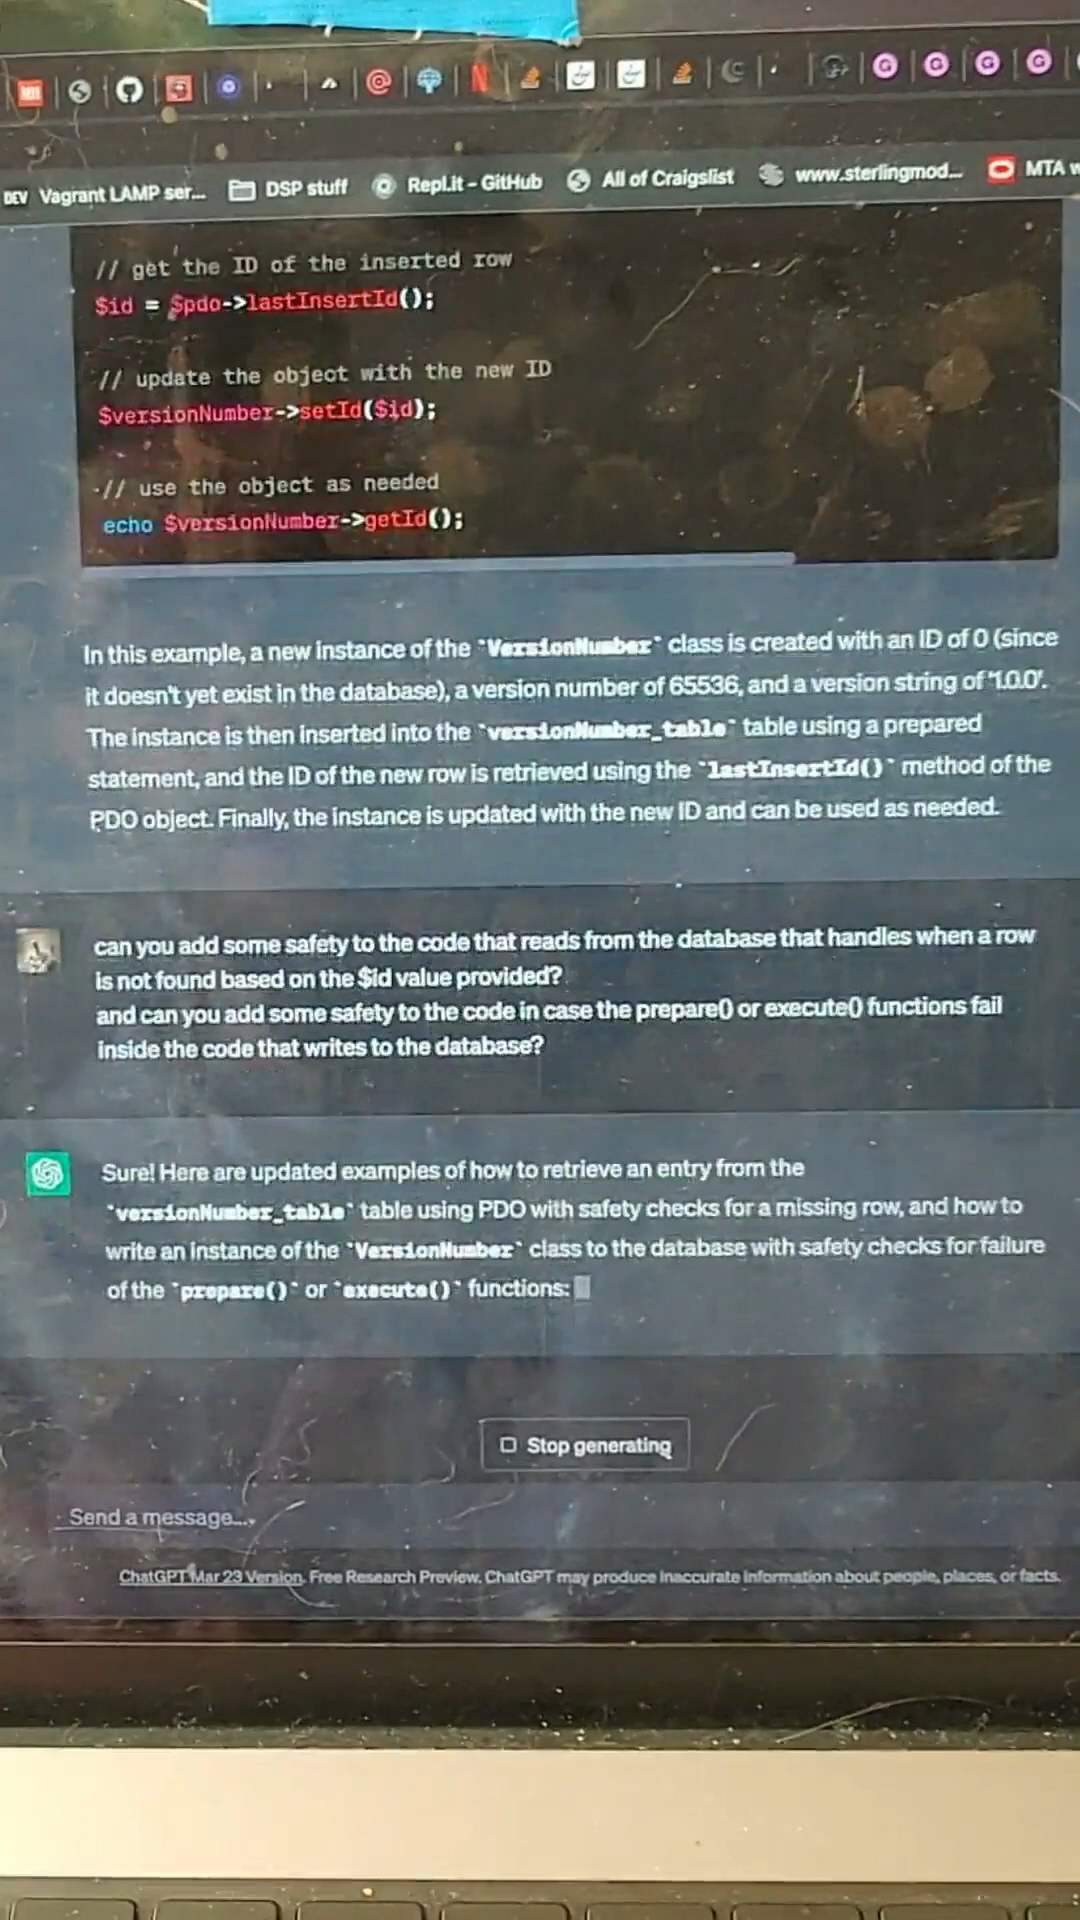 DEV Vagrant LAMP ser... DSP stuff Repl.it - GitHub All of Craigslist www.sterlingmod... MTA
// get the ID of the inserted row
$id = $pdo->lastInsertId();
// update the object with the new ID
$versionNumber->setId($id);
// use the object as needed
echo $versionNumber->getId();
In this example, a new instance of the `VersionNumber` class is created with an ID of 0 (since
it doesn't yet exist in the database), a version number of 65536, and a version string of '1.0.0'.
The instance is then inserted into the `versionNumber_table` table using a prepared
statement, and the ID of the new row is retrieved using the `lastInsertId()` method of the
PDO object. Finally, the instance is updated with the new ID and can be used as needed.
can you add some safety to the code that reads from the database that handles when a row
is not found based on the $id value provided?
and can you add some safety to the code in case the prepare() or execute() functions fail
inside the code that writes to the database?
Sure! Here are updated examples of how to retrieve an entry from the
`versionNumber_table` table using PDO with safety checks for a missing row, and how to
write an instance of the `VersionNumber` class to the database with safety checks for failure
of the `prepare()` or `execute()` functions:
Stop generating
Send a message...
ChatGPT Mar 23 Version. Free Research Preview. ChatGPT may produce inaccurate information about people, places, or facts.